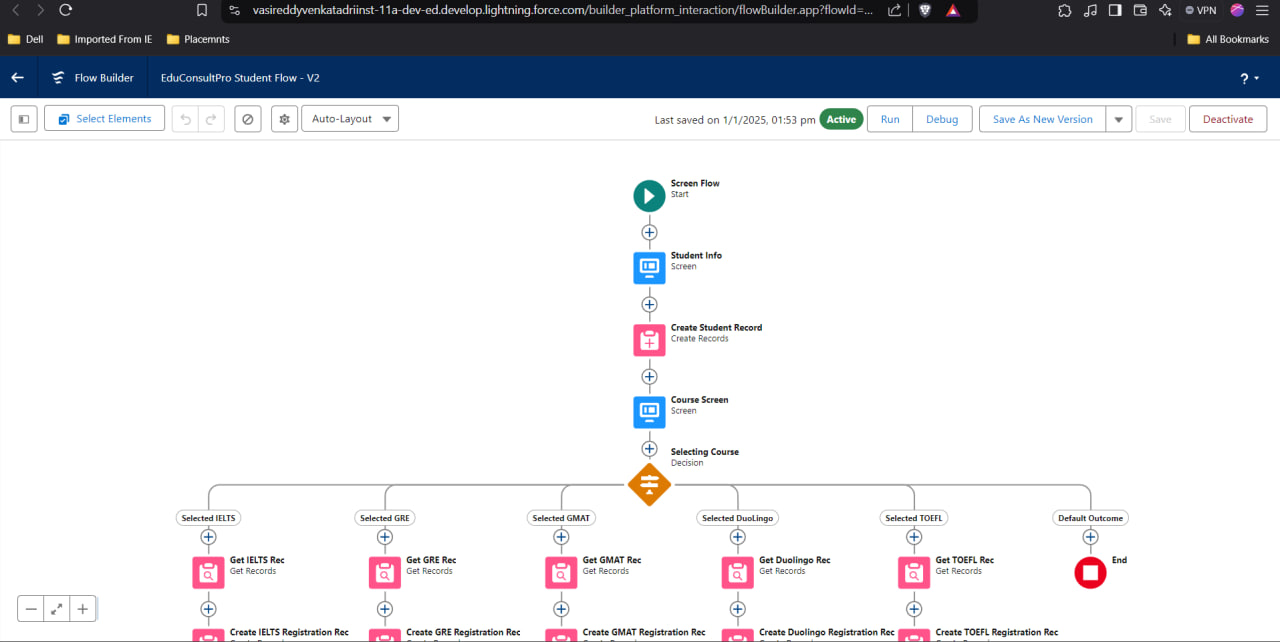 vasireddyvenkatadriinst-11a-dev-ed.develop.lightning.force.com/builder_platform_interaction/flowBuilder.app?flowId=...
VPN
Dell
Imported From IE
Placemnts
All Bookmarks
Flow Builder
EduConsultPro Student Flow - V2
?
Select Elements
Auto-Layout
Last saved on 1/1/2025, 01:53 pm
Active
Run
Debug
Save As New Version
Save
Deactivate
Screen Flow
Start
Student Info
Screen
Create Student Record
Create Records
Course Screen
Screen
Selecting Course
Decision
Selected IELTS
Selected GRE
Selected GMAT
Selected DuoLingo
Selected TOEFL
Default Outcome
Get IELTS Rec
Get Records
Get GRE Rec
Get Records
Get GMAT Rec
Get Records
Get Duolingo Rec
Get Records
Get TOEFL Rec
Get Records
End
Create IELTS Registration Rec
Create GRE Registration Rec
Create GMAT Registration Rec
Create Duolingo Registration Rec
Create TOEFL Registration Rec